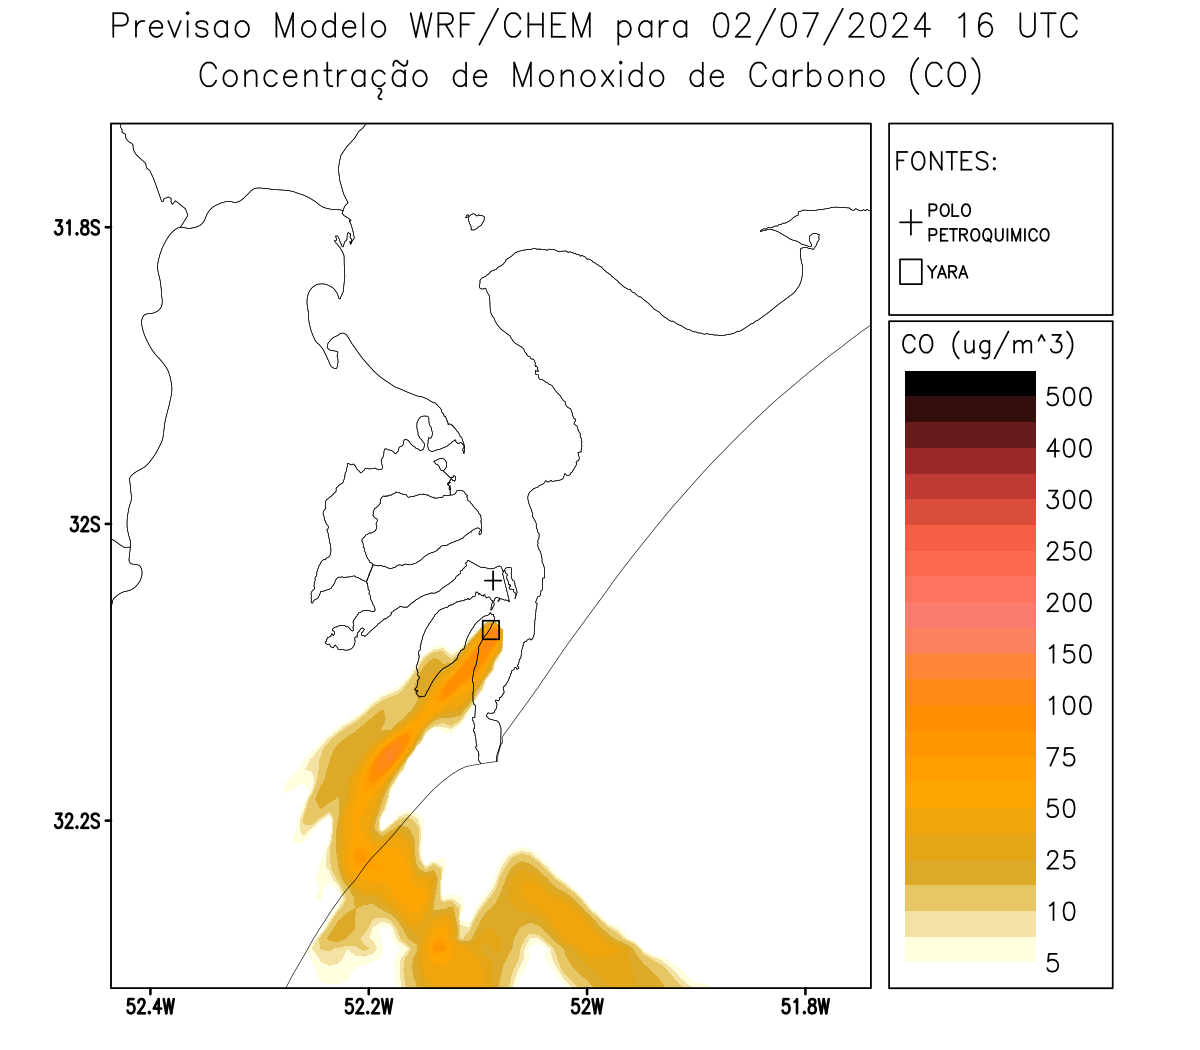 Previsao Modelo WRF/CHEM para 02/07/2024 16 UTC
Concentração de Monoxido de Carbono (CO)
FONTES:
POLO
PETROQUIMICO
YARA
CO (ug/m^3)
500
400
300
250
200
150
100
75
50
25
10
5
31.8S
32S
32.2S
52.4W
52.2W
52W
51.8W